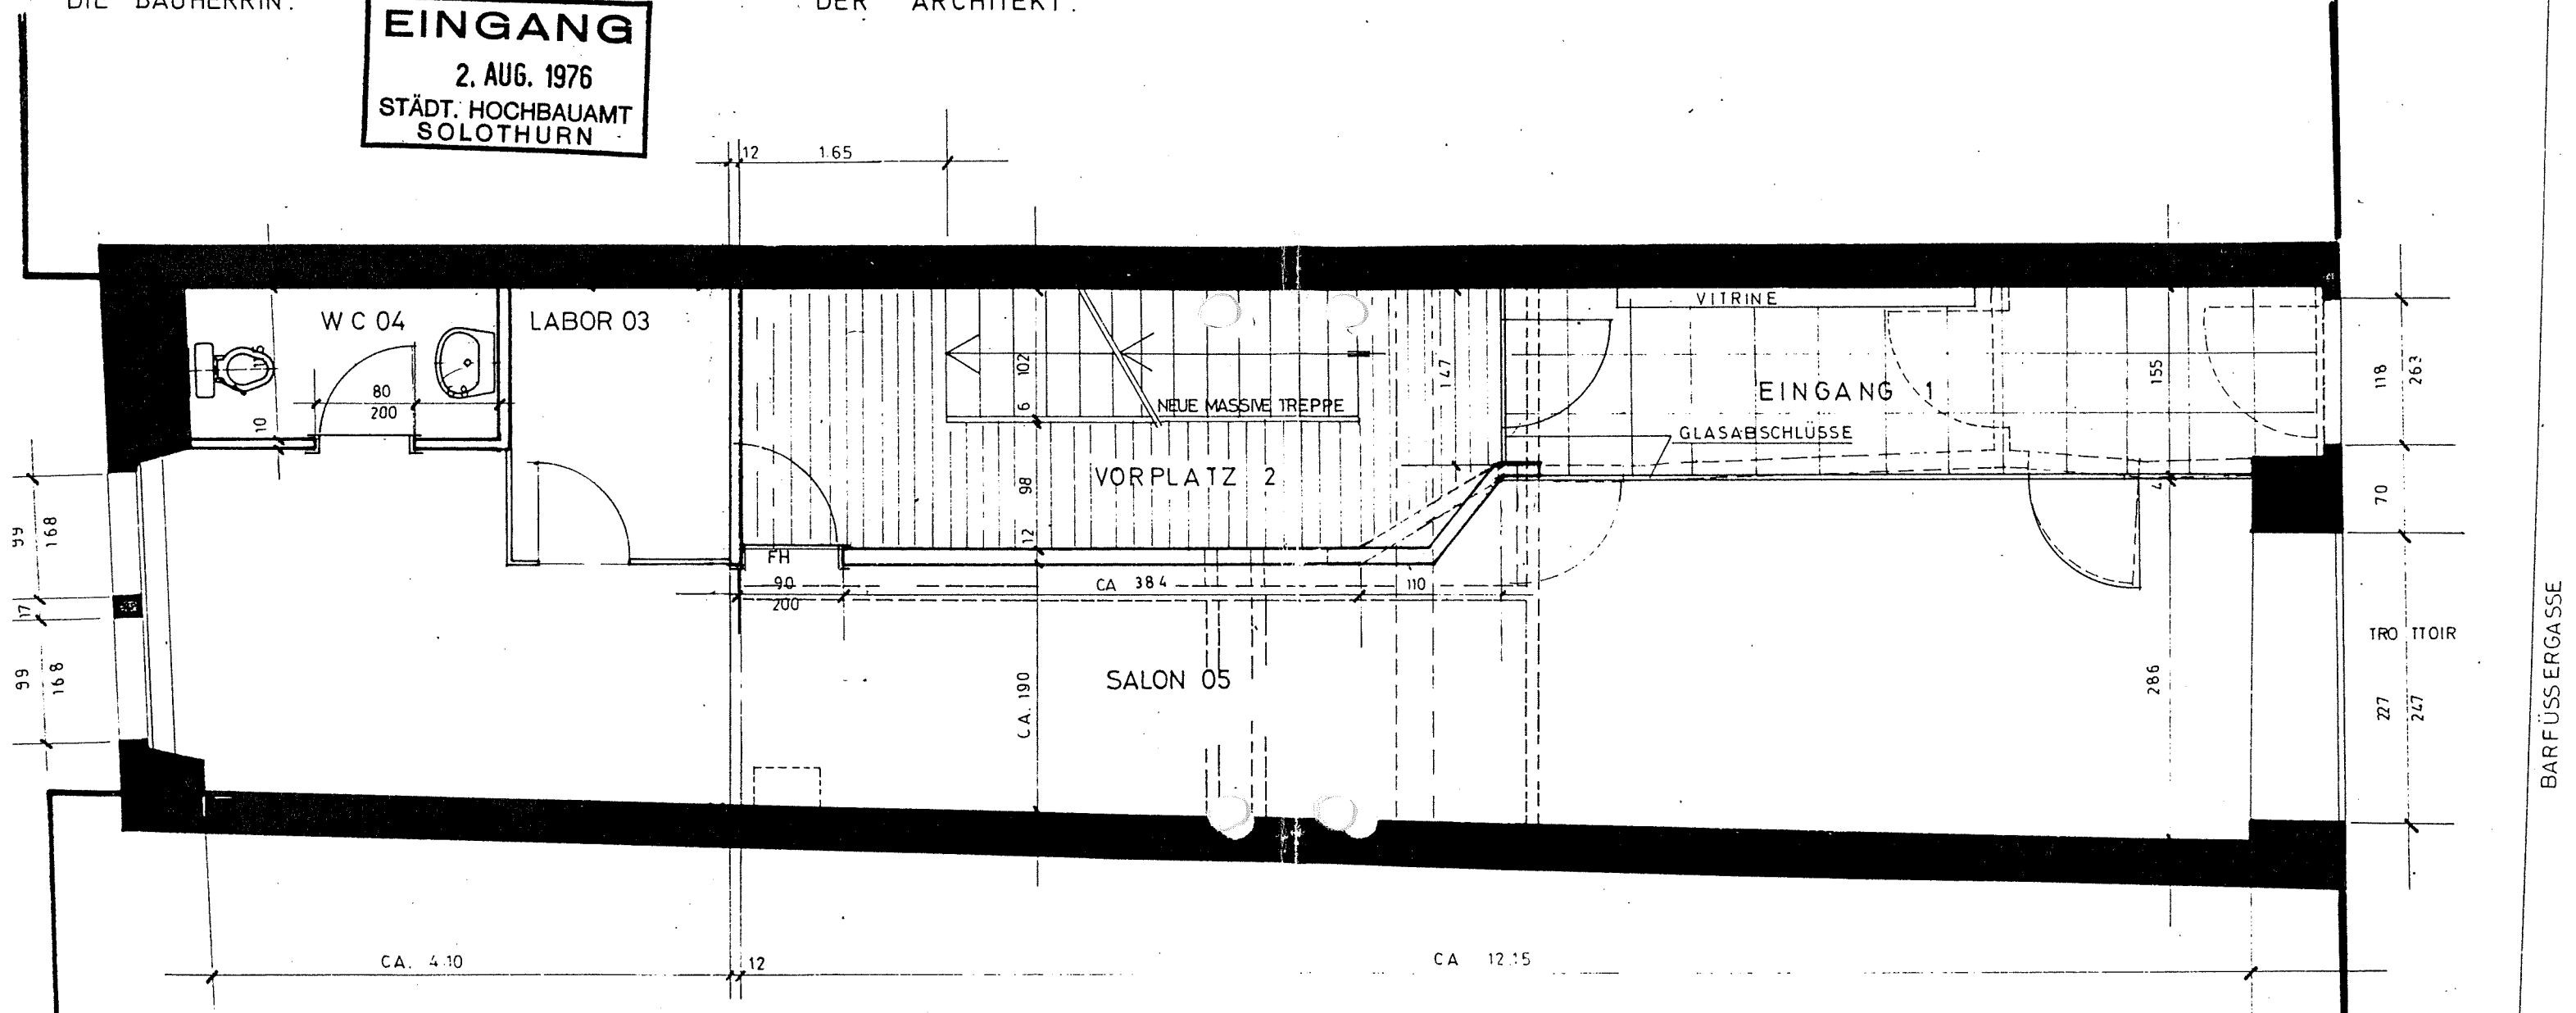 DIE BAUHERRIN:
DER ARCHITEKT:
EINGANG
2. AUG. 1976
STÄDT. HOCHBAUAMT
SOLOTHURN
12 1.65
WC 04
LABOR 03
VITRINE
EINGANG 1
GLASABSCHLÜSSE
NEUE MASSIVE TREPPE
VORPLATZ 2
80
200
10
102
6
98
12
147
155
4
118
263
70
FH
90
200
CA 384
110
99
168
17
99
168
SALON 05
CA. 190
286
TROTTOIR
227
247
BARFÜSSERGASSE
CA. 4.10
12
CA 12.15